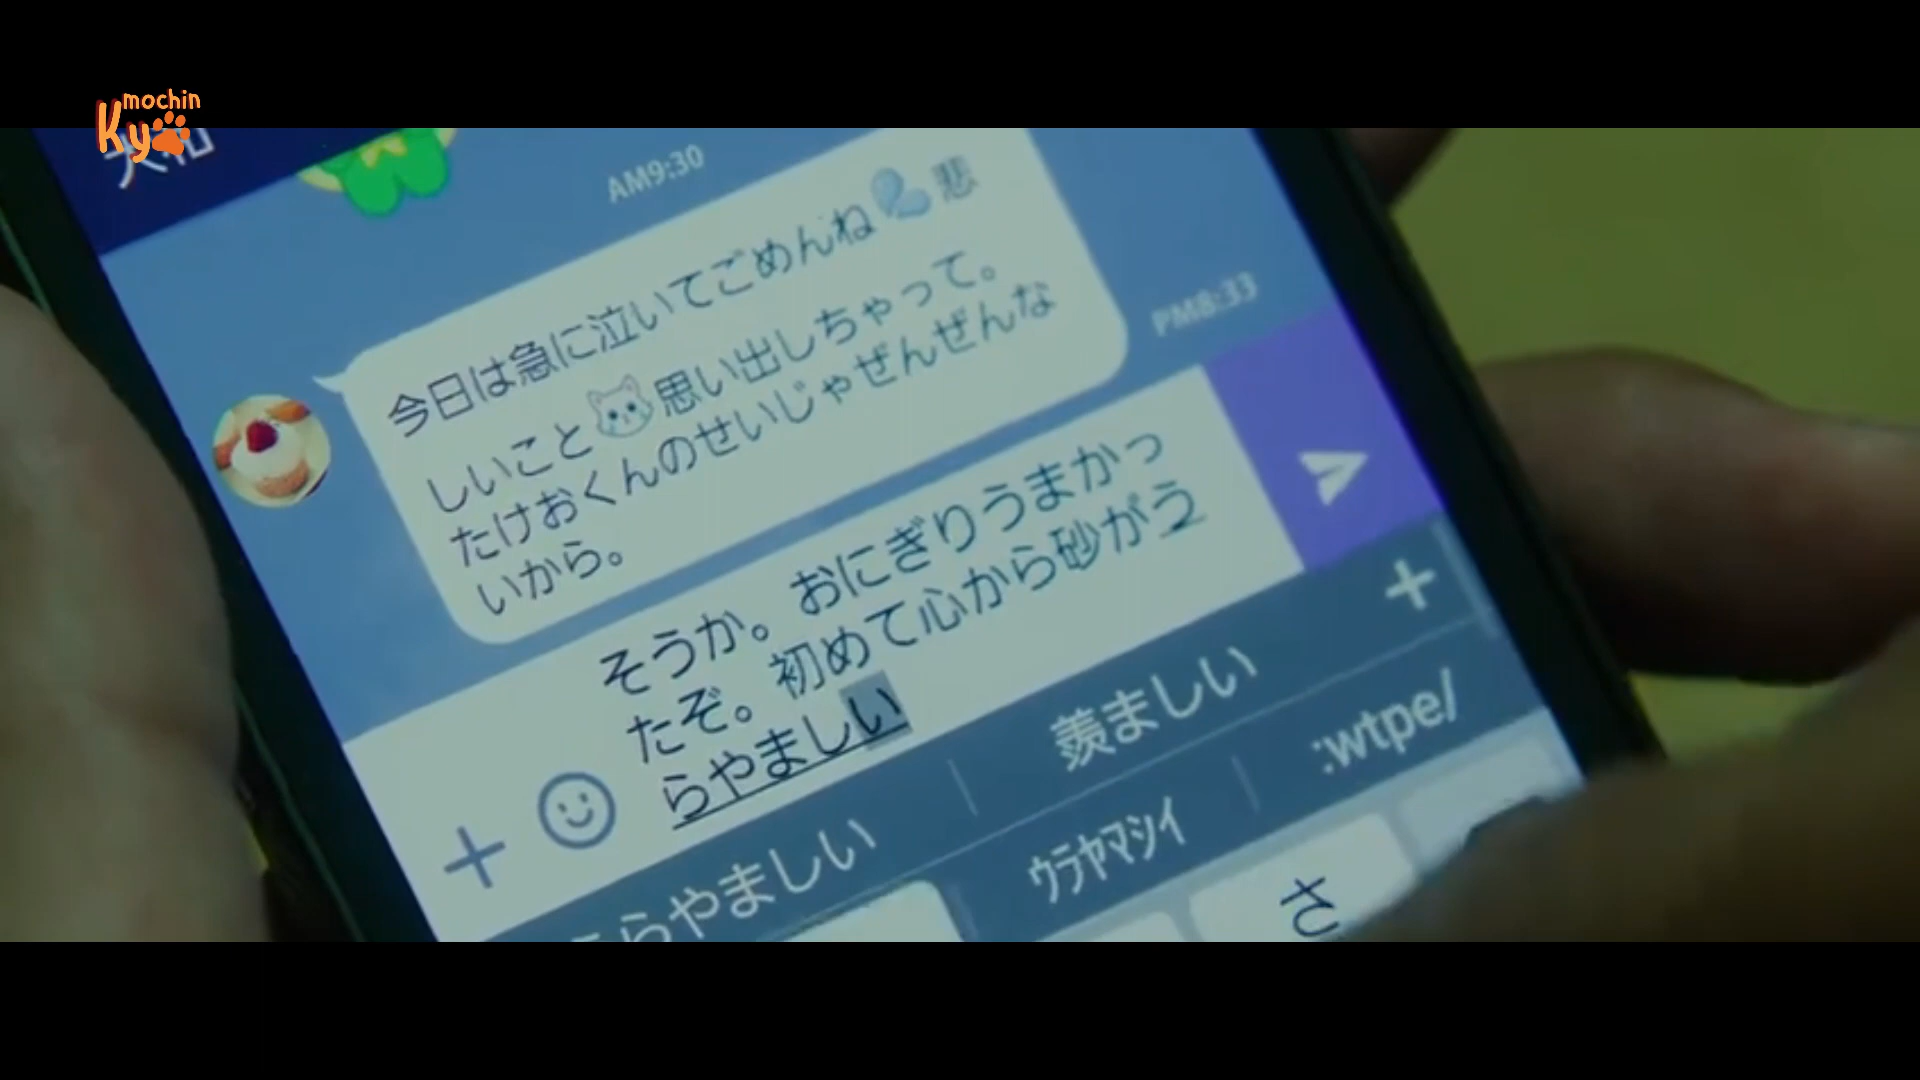 mochin
Kyo
大和
AM9:30
今日は急に泣いてごめんね 悲
しいこと 思い出しちゃって。
たけおくんのせいじゃぜんぜんな
いから。
PM8:33
そうか。おにぎりうまかっ
たぞ。初めて心から砂がう
らやましい
うらやましい
羨ましい
ｳﾗﾔﾏｼｲ
:wtpe/
さ